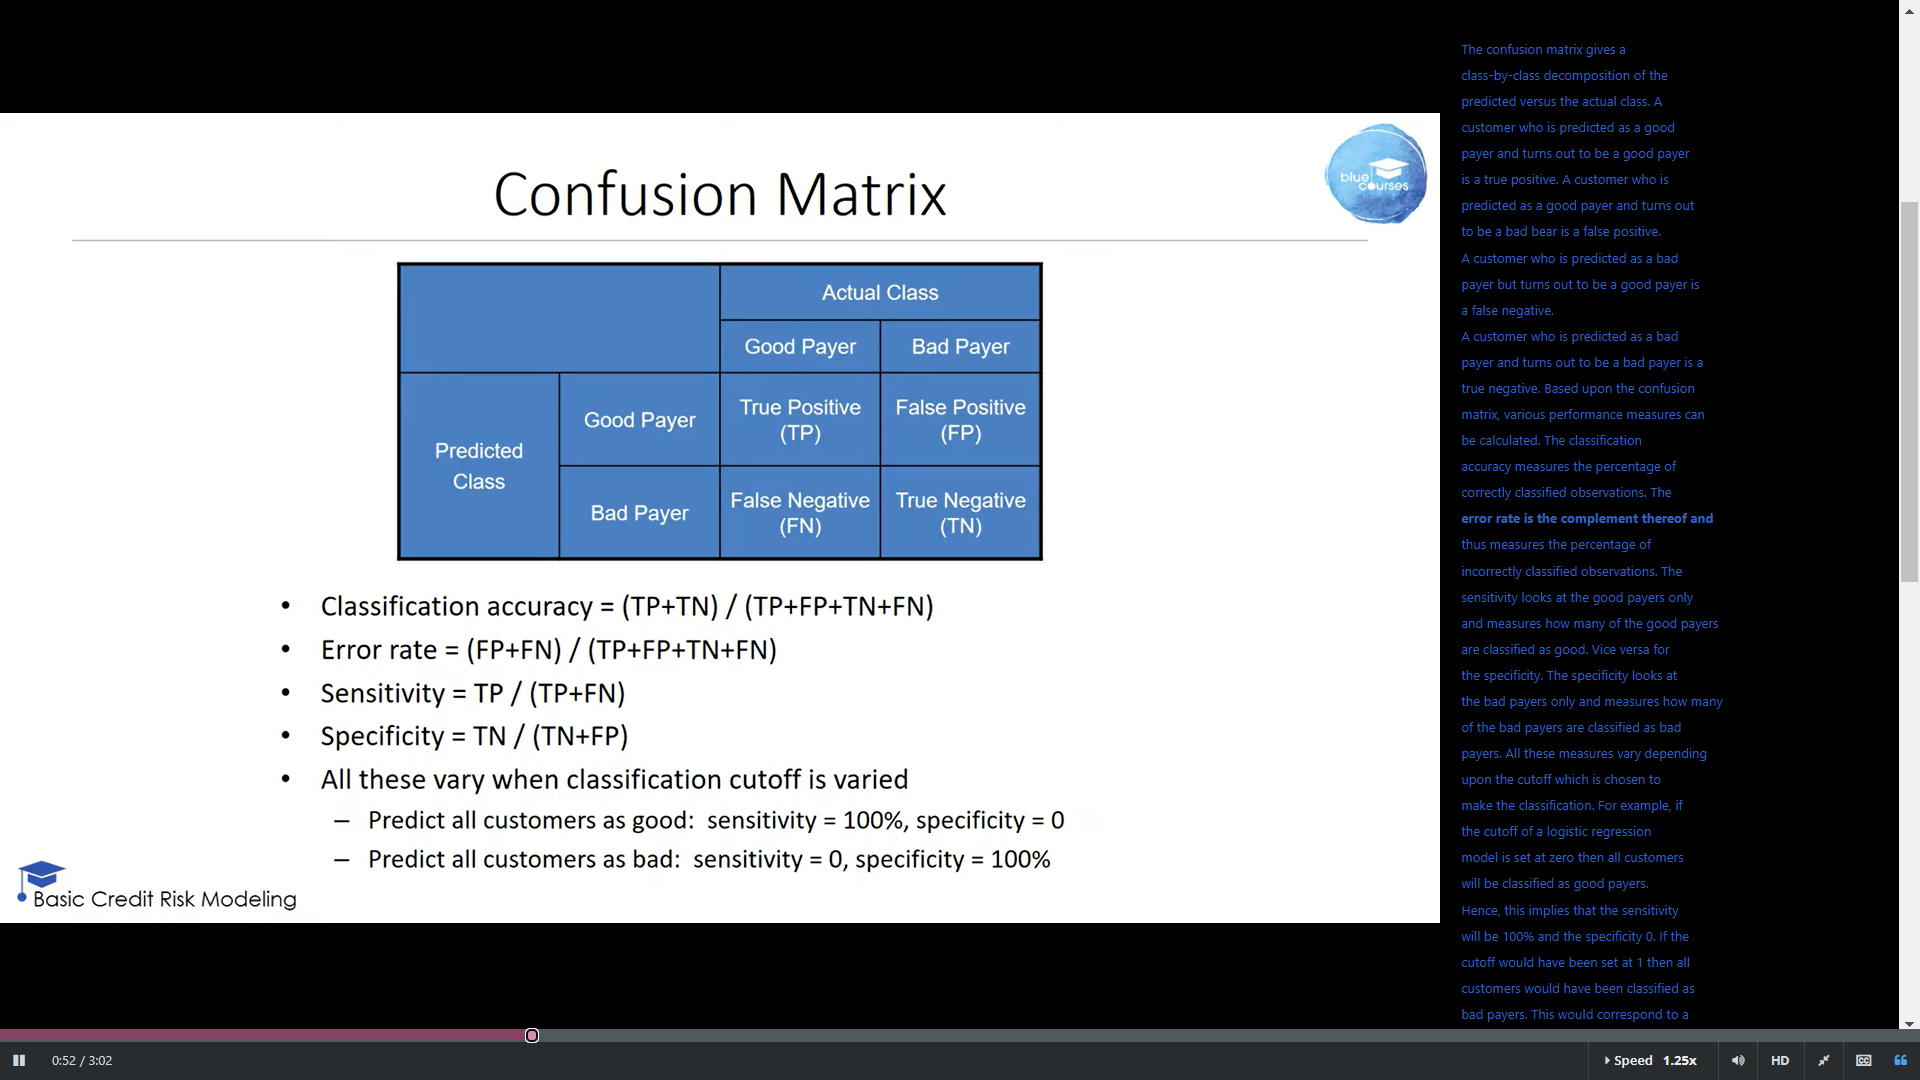 Confusion Matrix
blue courses
Actual Class
Good Payer
Bad Payer
Predicted Class
Good Payer
True Positive (TP)
False Positive (FP)
Bad Payer
False Negative (FN)
True Negative (TN)
• Classification accuracy = (TP+TN) / (TP+FP+TN+FN)
• Error rate = (FP+FN) / (TP+FP+TN+FN)
• Sensitivity = TP / (TP+FN)
• Specificity = TN / (TN+FP)
• All these vary when classification cutoff is varied
– Predict all customers as good: sensitivity = 100%, specificity = 0
– Predict all customers as bad: sensitivity = 0, specificity = 100%
Basic Credit Risk Modeling
The confusion matrix gives a
class-by-class decomposition of the
predicted versus the actual class. A
customer who is predicted as a good
payer and turns out to be a good payer
is a true positive. A customer who is
predicted as a good payer and turns out
to be a bad bear is a false positive.
A customer who is predicted as a bad
payer but turns out to be a good payer is
a false negative.
A customer who is predicted as a bad
payer and turns out to be a bad payer is a
true negative. Based upon the confusion
matrix, various performance measures can
be calculated. The classification
accuracy measures the percentage of
correctly classified observations. The
error rate is the complement thereof and
thus measures the percentage of
incorrectly classified observations. The
sensitivity looks at the good payers only
and measures how many of the good payers
are classified as good. Vice versa for
the specificity. The specificity looks at
the bad payers only and measures how many
of the bad payers are classified as bad
payers. All these measures vary depending
upon the cutoff which is chosen to
make the classification. For example, if
the cutoff of a logistic regression
model is set at zero then all customers
will be classified as good payers.
Hence, this implies that the sensitivity
will be 100% and the specificity 0. If the
cutoff would have been set at 1 then all
customers would have been classified as
bad payers. This would correspond to a
0:52 / 3:02
Speed 1.25x
HD
CC